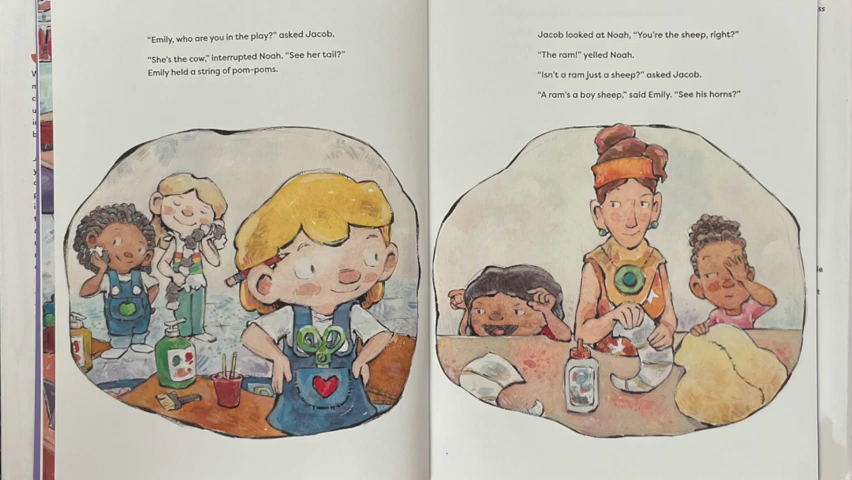 “Emily, who are you in the play?” asked Jacob.
“She’s the cow,” interrupted Noah. “See her tail?”
Emily held a string of pom-poms.
Jacob looked at Noah, “You’re the sheep, right?”
“The ram!” yelled Noah.
“Isn’t a ram just a sheep?” asked Jacob.
“A ram’s a boy sheep,” said Emily. “See his horns?”